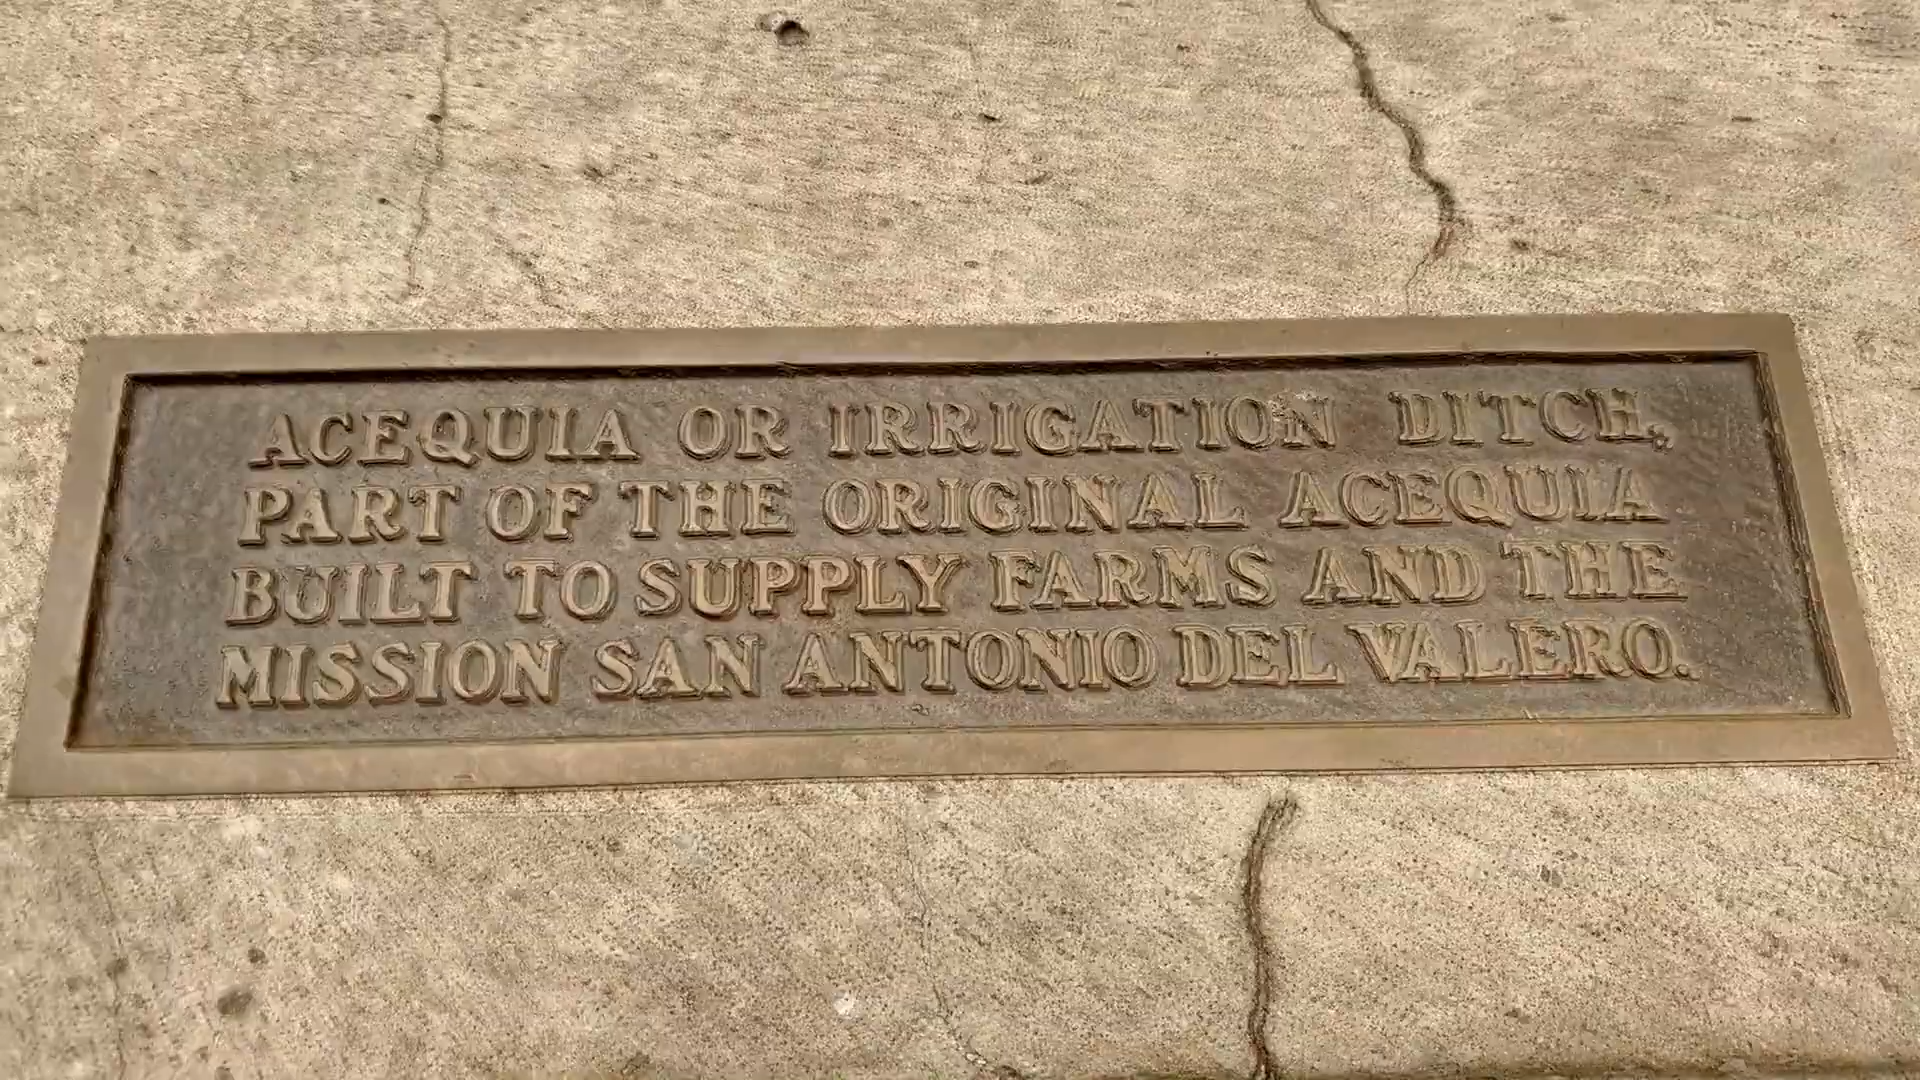 ACEQUIA OR IRRIGATION DITCH,
PART OF THE ORIGINAL ACEQUIA
BUILT TO SUPPLY FARMS AND THE
MISSION SAN ANTONIO DEL VALERO.